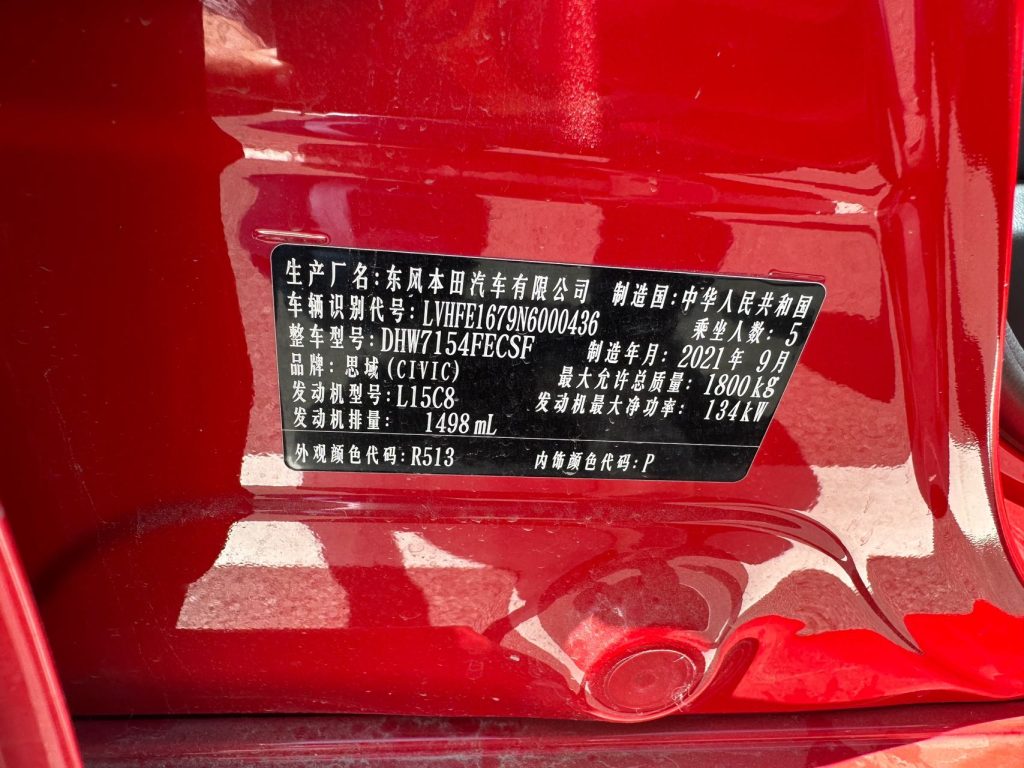 生产厂名:东风本田汽车有限公司 制造国:中华人民共和国
车辆识别代号:LVHFE1679N6000436 乘坐人数: 5
整车型号:DHW7154FECSF 制造年月: 2021年 9月
品牌: 思域(CIVIC) 最大允许总质量: 1800kg
发动机型号:L15C8 发动机最大净功率: 134kW
发动机排量: 1498 mL
外观颜色代码:R513 内饰颜色代码:P